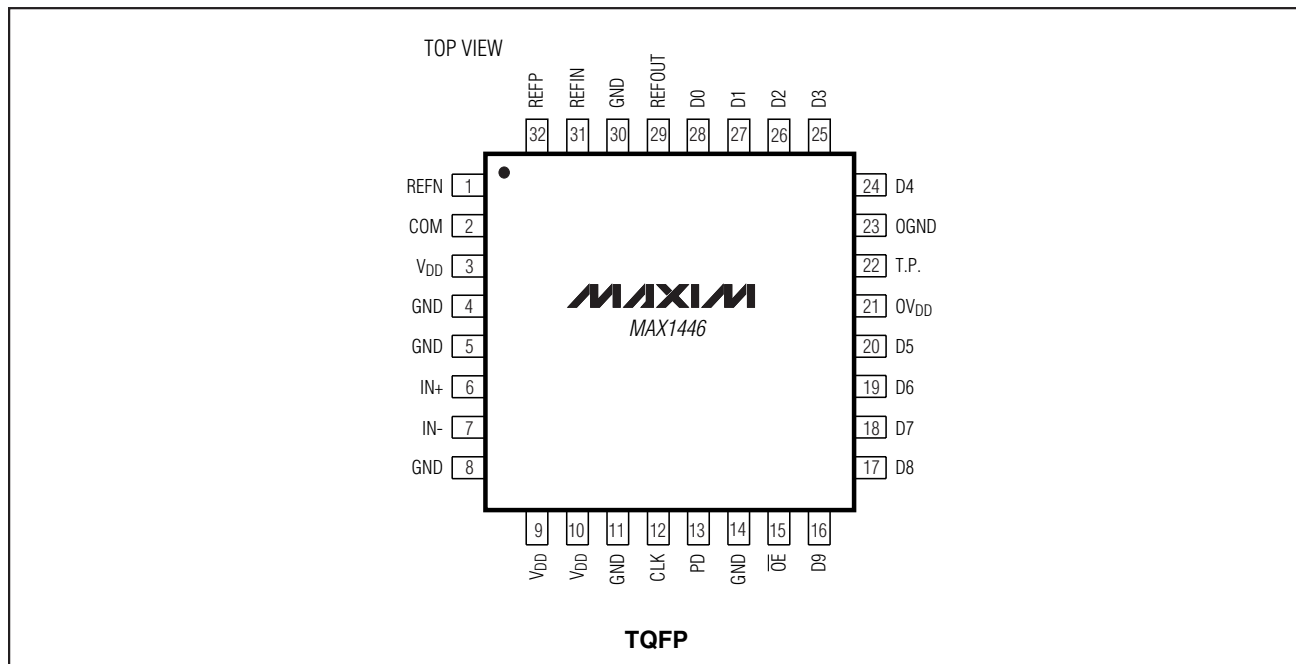 TOP VIEW
REFP REFIN GND REFOUT D0 D1 D2 D3
32 31 30 29 28 27 26 25
REFN 1 24 D4
COM 2 23 OGND
VDD 3 22 T.P.
GND 4 21 OVDD
GND 5 20 D5
IN+ 6 19 D6
IN- 7 18 D7
GND 8 17 D8
MAXIM
MAX1446
9 10 11 12 13 14 15 16
VDD VDD GND CLK PD GND O̅E̅ D9
TQFP